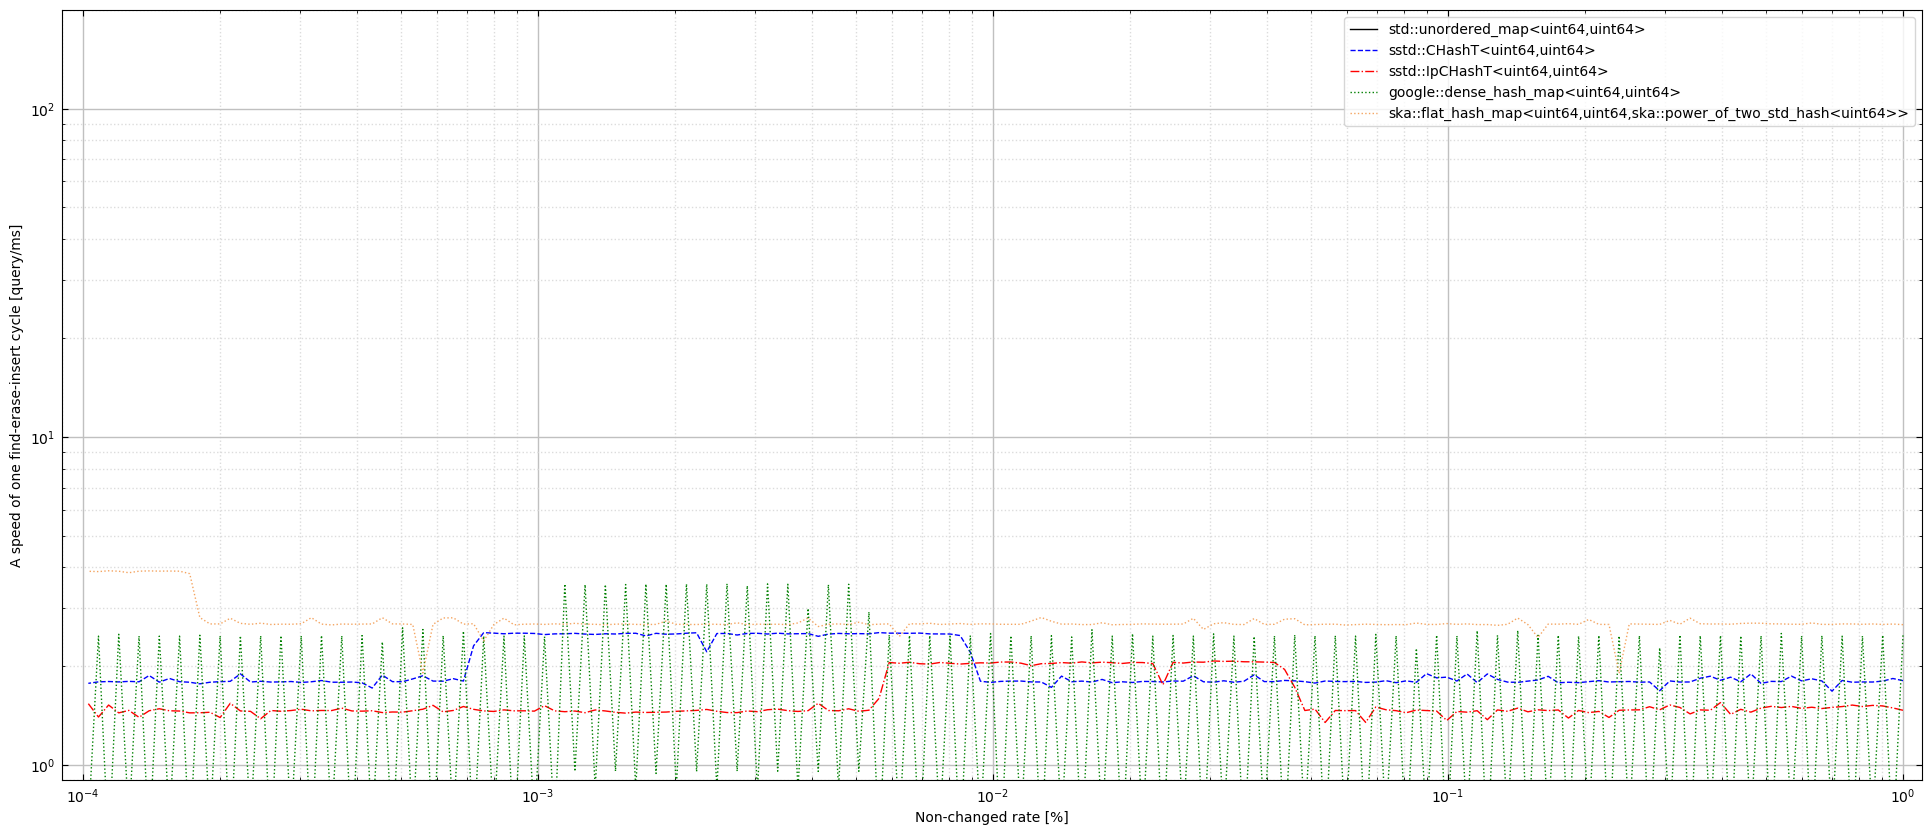 std::unordered_map<uint64,uint64>
sstd::CHashT<uint64,uint64>
sstd::IpCHashT<uint64,uint64>
google::dense_hash_map<uint64,uint64>
ska::flat_hash_map<uint64,uint64,ska::power_of_two_std_hash<uint64>>
A speed of one find-erase-insert cycle [query/ms]
10²
10¹
10⁰
10⁻⁴ 10⁻³ 10⁻² 10⁻¹ 10⁰
Non-changed rate [%]